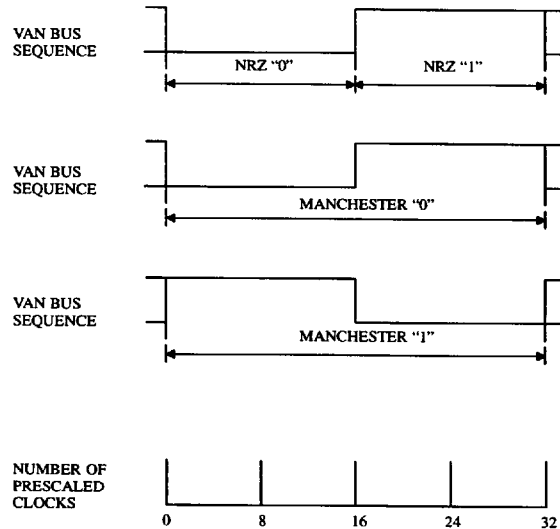 VAN BUS
SEQUENCE
NRZ “0”
NRZ “1”
VAN BUS
SEQUENCE
MANCHESTER “0”
VAN BUS
SEQUENCE
MANCHESTER “1”
NUMBER OF
PRESCALED
CLOCKS
0 8 16 24 32